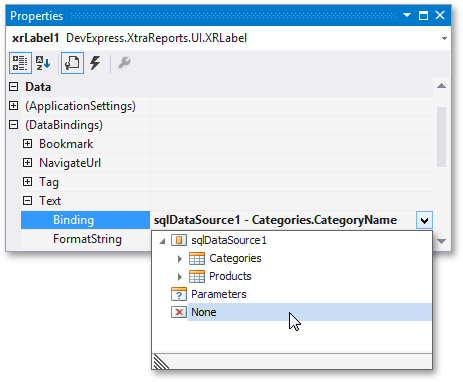 Properties
xrLabel1 DevExpress.XtraReports.UI.XRLabel
A Z
Data
(ApplicationSettings)
(DataBindings)
Bookmark
NavigateUrl
Tag
Text
Binding sqlDataSource1 - Categories.CategoryName
FormatString
sqlDataSource1
Categories
Products
? Parameters
None